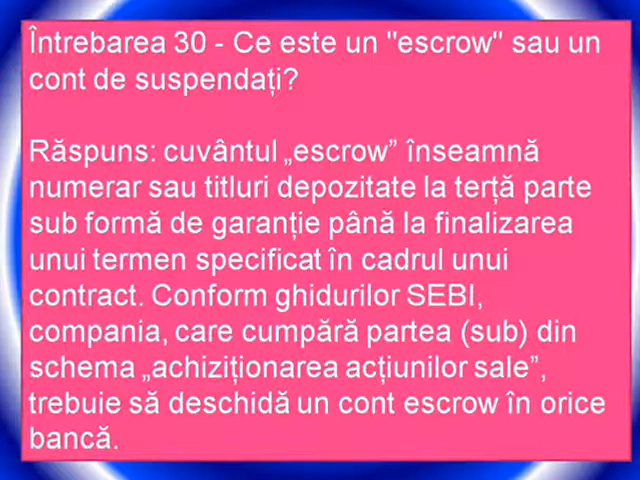 Întrebarea 30 - Ce este un "escrow" sau un
cont de suspendați?
Răspuns: cuvântul „escrow” înseamnă
numerar sau titluri depozitate la terță parte
sub formă de garanție până la finalizarea
unui termen specificat în cadrul unui
contract. Conform ghidurilor SEBI,
compania, care cumpără partea (sub) din
schema „achiziționarea acțiunilor sale”,
trebuie să deschidă un cont escrow în orice
bancă.